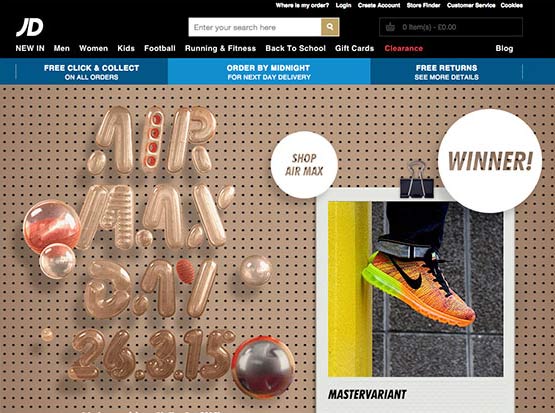 Where is my order? Login Create Account Store Finder Customer Service Cookies
JD
Enter your search here
0 Item(s) - £0.00
NEW IN Men Women Kids Football Running & Fitness Back To School Gift Cards Clearance Blog
FREE CLICK & COLLECT
ON ALL ORDERS
ORDER BY MIDNIGHT
FOR NEXT DAY DELIVERY
FREE RETURNS
SEE MORE DETAILS
AIR
MAX
DAY
26.3.15
SHOP
AIR MAX
WINNER!
MASTERVARIANT